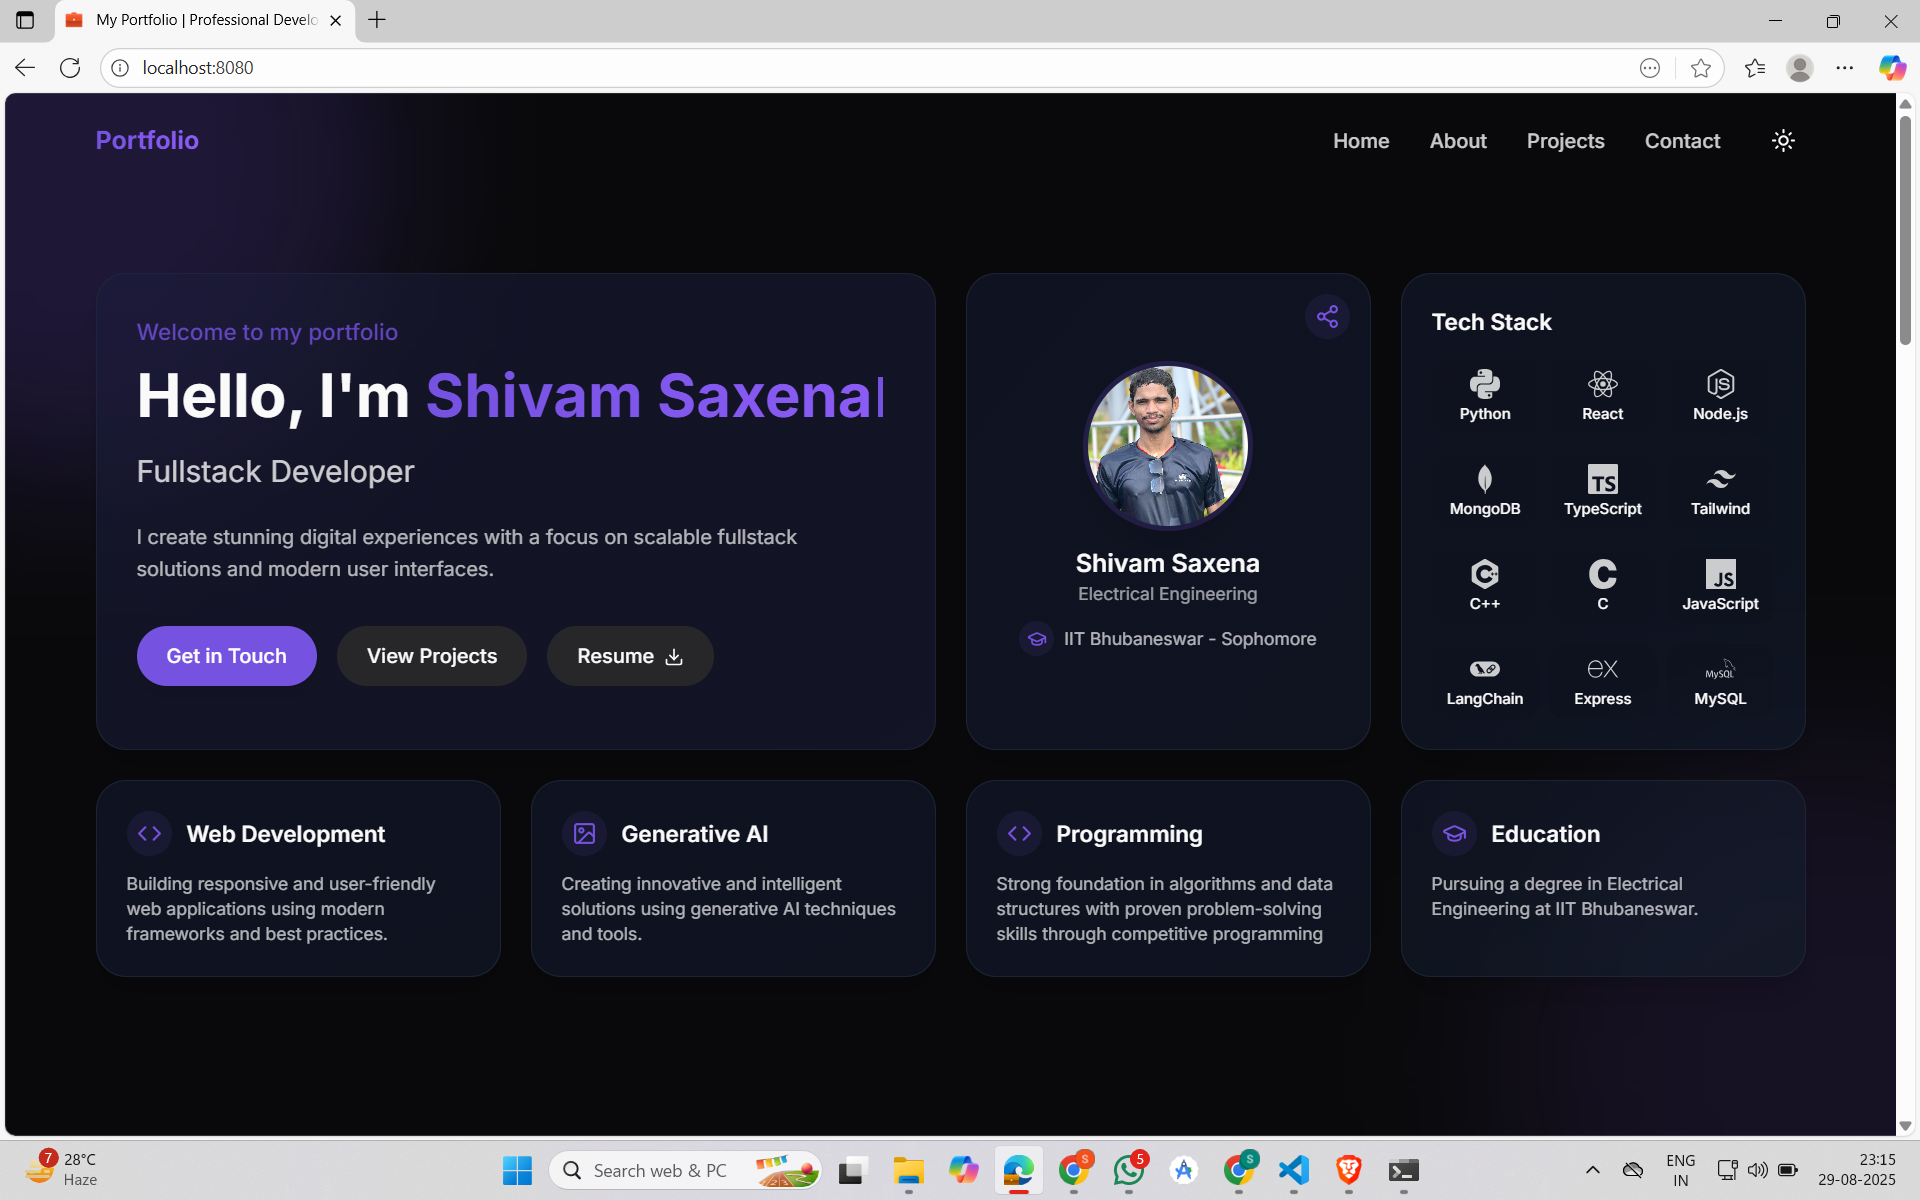 My Portfolio | Professional Develo
localhost:8080
Portfolio
Home
About
Projects
Contact
Welcome to my portfolio
Hello, I'm Shivam Saxena
Fullstack Developer
I create stunning digital experiences with a focus on scalable fullstack
solutions and modern user interfaces.
Get in Touch
View Projects
Resume
Shivam Saxena
Electrical Engineering
IIT Bhubaneswar - Sophomore
Tech Stack
Python
React
JS
Node.js
MongoDB
TS
TypeScript
Tailwind
C++
C
JS
JavaScript
LangChain
ex
Express
MySQL
MySQL
Web Development
Building responsive and user-friendly
web applications using modern
frameworks and best practices.
Generative AI
Creating innovative and intelligent
solutions using generative AI techniques
and tools.
Programming
Strong foundation in algorithms and data
structures with proven problem-solving
skills through competitive programming
Education
Pursuing a degree in Electrical
Engineering at IIT Bhubaneswar.
7
28°C
Haze
Search web & PC
S
5
S
ENG
IN
23:15
29-08-2025